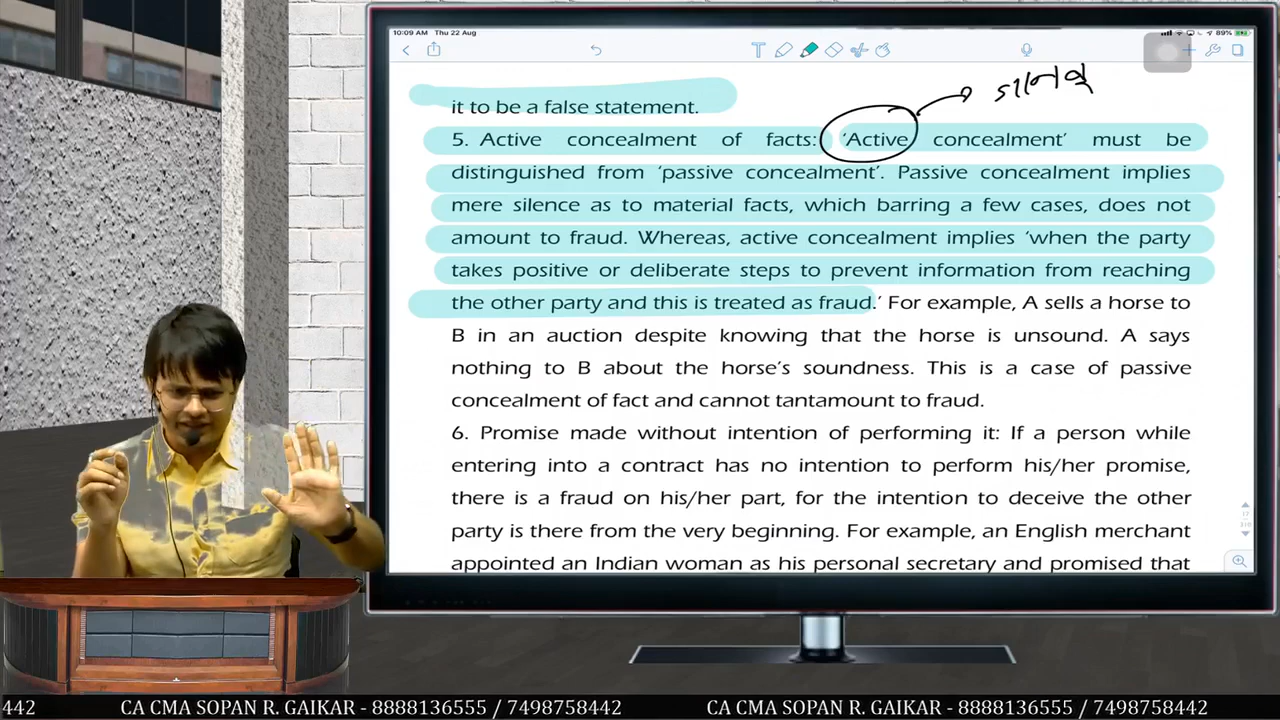 10:09 AM Thu 22 Aug
89%
T
it to be a false statement.
5. Active concealment of facts: 'Active concealment' must be
distinguished from 'passive concealment'. Passive concealment implies
mere silence as to material facts, which barring a few cases, does not
amount to fraud. Whereas, active concealment implies 'when the party
takes positive or deliberate steps to prevent information from reaching
the other party and this is treated as fraud.' For example, A sells a horse to
B in an auction despite knowing that the horse is unsound. A says
nothing to B about the horse's soundness. This is a case of passive
concealment of fact and cannot tantamount to fraud.
6. Promise made without intention of performing it: If a person while
entering into a contract has no intention to perform his/her promise,
there is a fraud on his/her part, for the intention to deceive the other
party is there from the very beginning. For example, an English merchant
appointed an Indian woman as his personal secretary and promised that
442 CA CMA SOPAN R. GAIKAR - 8888136555 / 7498758442 CA CMA SOPAN R. GAIKAR - 8888136555 / 7498758442